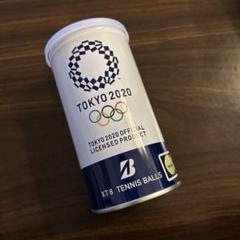 TOKYO 2020
TOKYO 2020 OFFICIAL
LICENSED PRODUCT
B
XT8 TENNIS BALLS